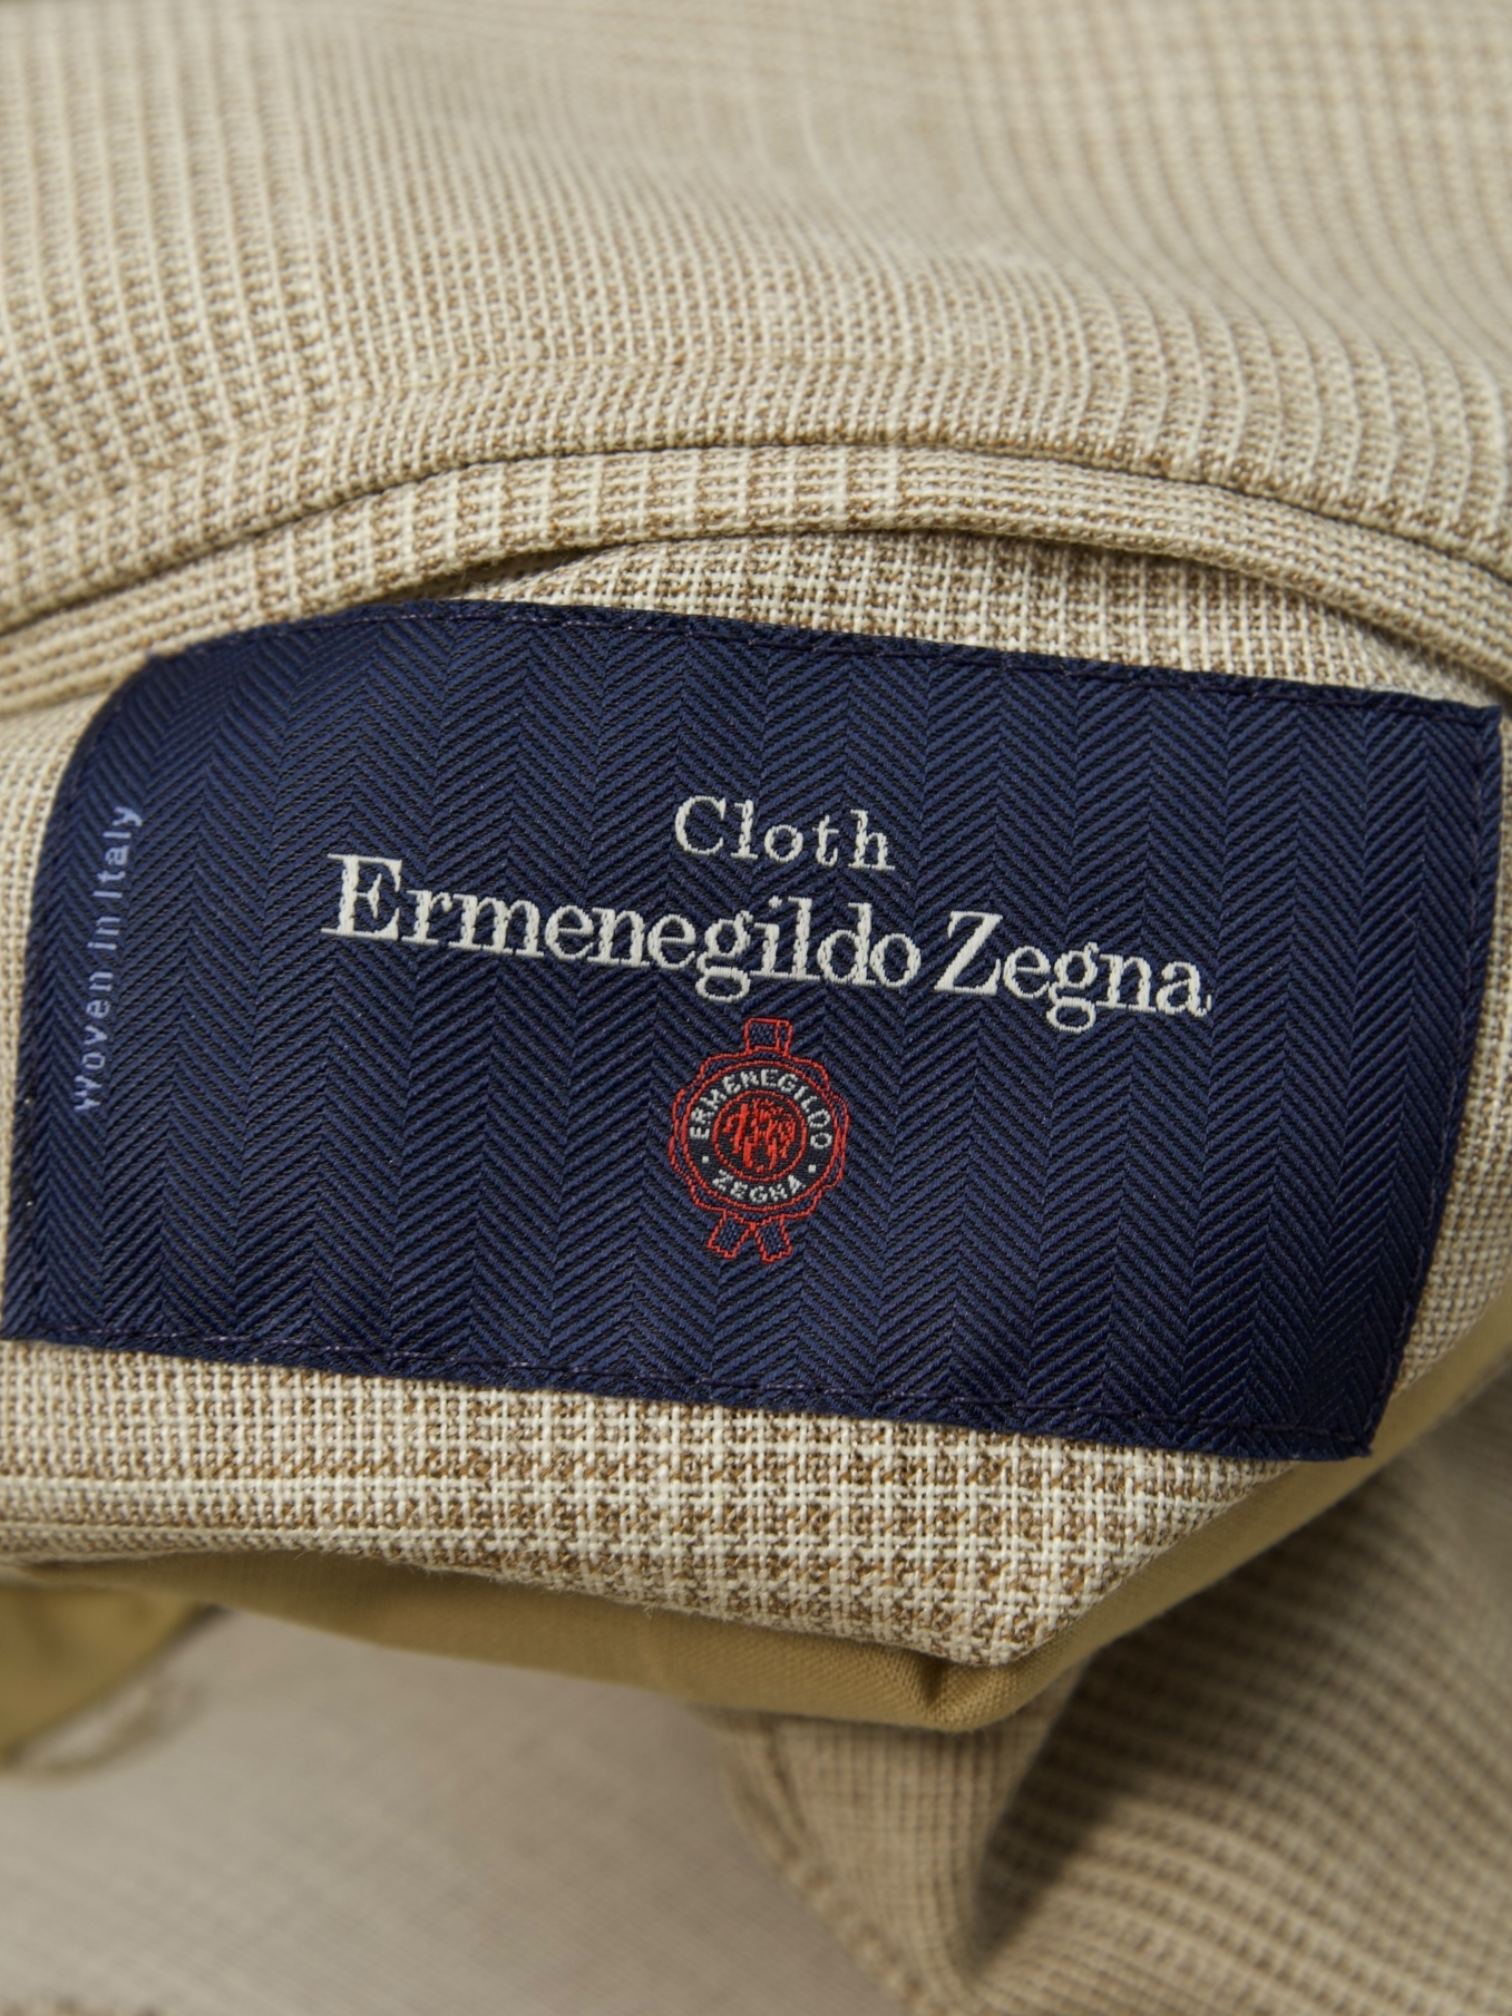 Cloth
Ermenegildo Zegna
ERMENEGILDO
· ZEGNA ·
Woven in Italy